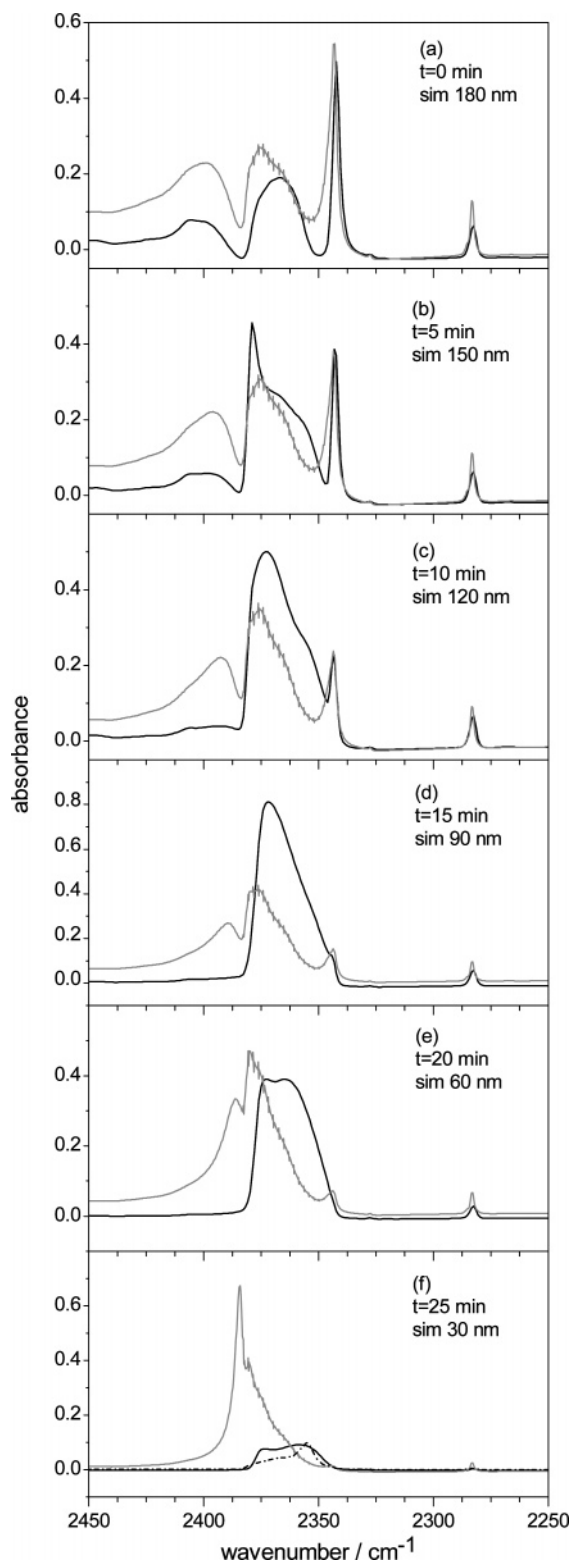 0.6
0.4
0.2
0.0
(a)
t=0 min
sim 180 nm
0.4
0.2
0.0
(b)
t=5 min
sim 150 nm
0.4
0.2
0.0
(c)
t=10 min
sim 120 nm
absorbance
0.8
0.6
0.4
0.2
0.0
(d)
t=15 min
sim 90 nm
0.4
0.2
0.0
(e)
t=20 min
sim 60 nm
0.6
0.4
0.2
0.0
(f)
t=25 min
sim 30 nm
2450 2400 2350 2300 2250
wavenumber / cm⁻¹